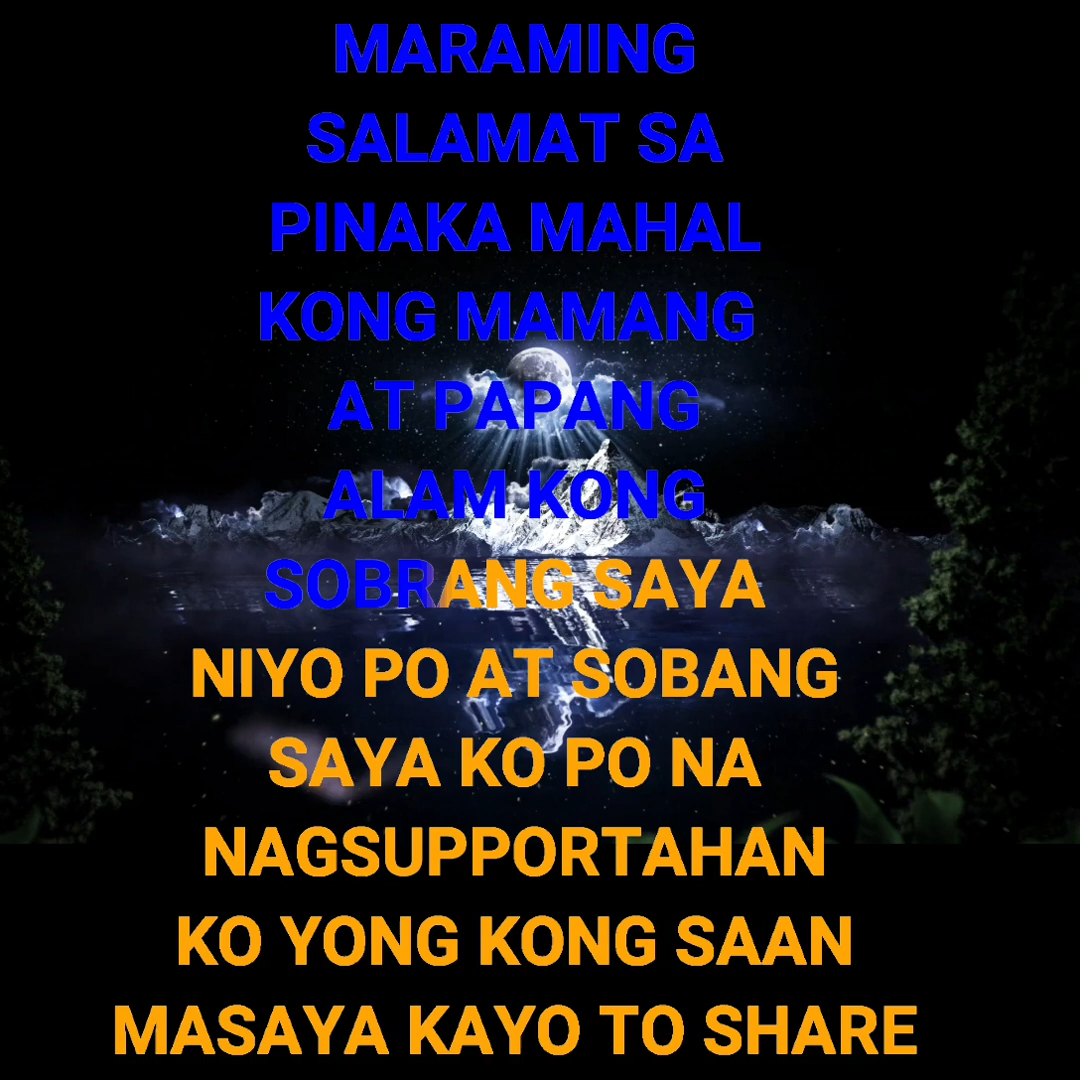 MARAMING
SALAMAT SA
PINAKA MAHAL
KONG MAMANG
AT PAPANG
ALAM KONG
SOBRANG SAYA
NIYO PO AT SOBANG
SAYA KO PO NA
NAGSUPPORTAHAN
KO YONG KONG SAAN
MASAYA KAYO TO SHARE